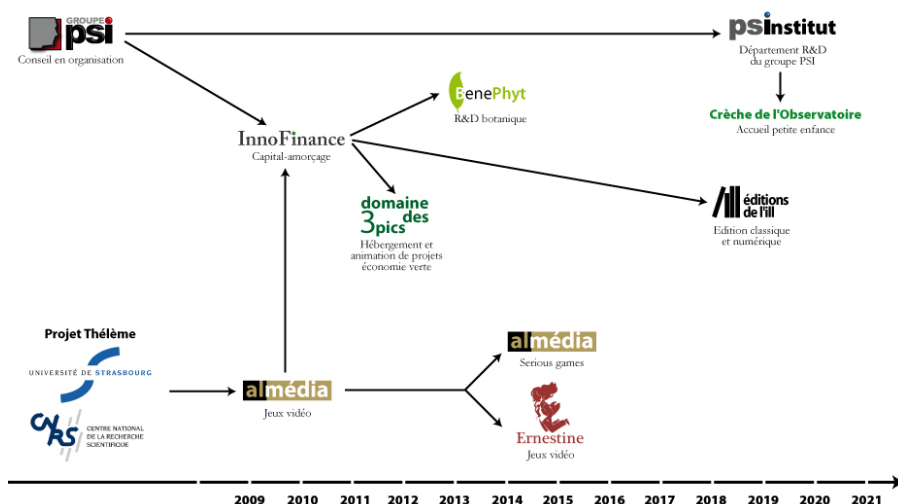 GROUPE
psi
Conseil en organisation
psinstitut
Département R&D
du groupe PSI
BenePhyt
R&D botanique
Crèche de l'Observatoire
Accueil petite enfance
InnoFinance
Capital-amorçage
domaine
des
3pics
Hébergement et
animation de projets
économie verte
éditions
de l'ill
Edition classique
et numérique
Projet Thélème
UNIVERSITÉ DE STRASBOURG
CNRS
CENTRE NATIONAL
DE LA RECHERCHE
SCIENTIFIQUE
almédia
Jeux vidéo
almédia
Serious games
Ernestine
Jeux vidéo
2009 2010 2011 2012 2013 2014 2015 2016 2017 2018 2019 2020 2021